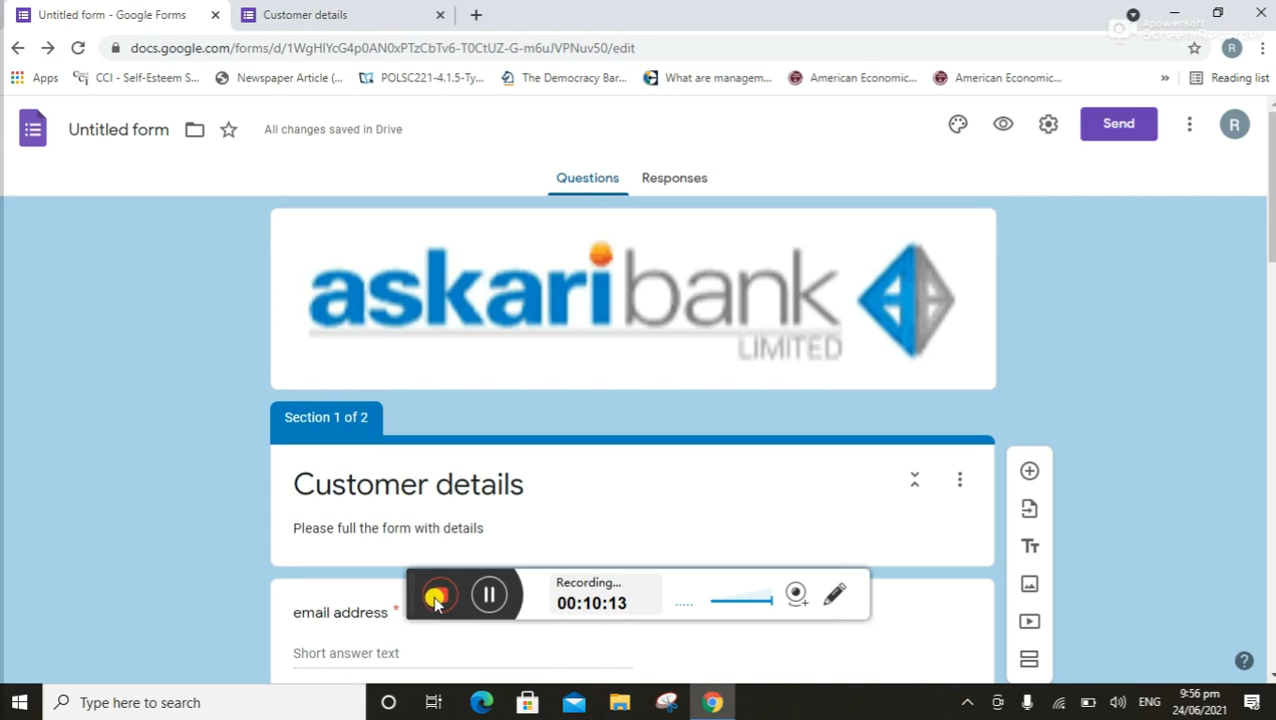 Untitled form - Google Forms
Customer details
Apowersoft
Screen Recorder
docs.google.com/forms/d/1WgHIYcG4p0AN0xPTzCbTv6-T0CtUZ-G-m6uJVPNuv50/edit
R
Apps
CCI - Self-Esteem S...
Newspaper Article (...
POLSC221-4.1.5-Ty...
The Democracy Bar...
What are managem...
American Economic...
American Economic...
Reading list
Untitled form
All changes saved in Drive
Send
R
Questions
Responses
askari bank
LIMITED
Section 1 of 2
Customer details
Please full the form with details
Recording...
00:10:13
email address *
Short answer text
Type here to search
ENG
9:56 pm
24/06/2021